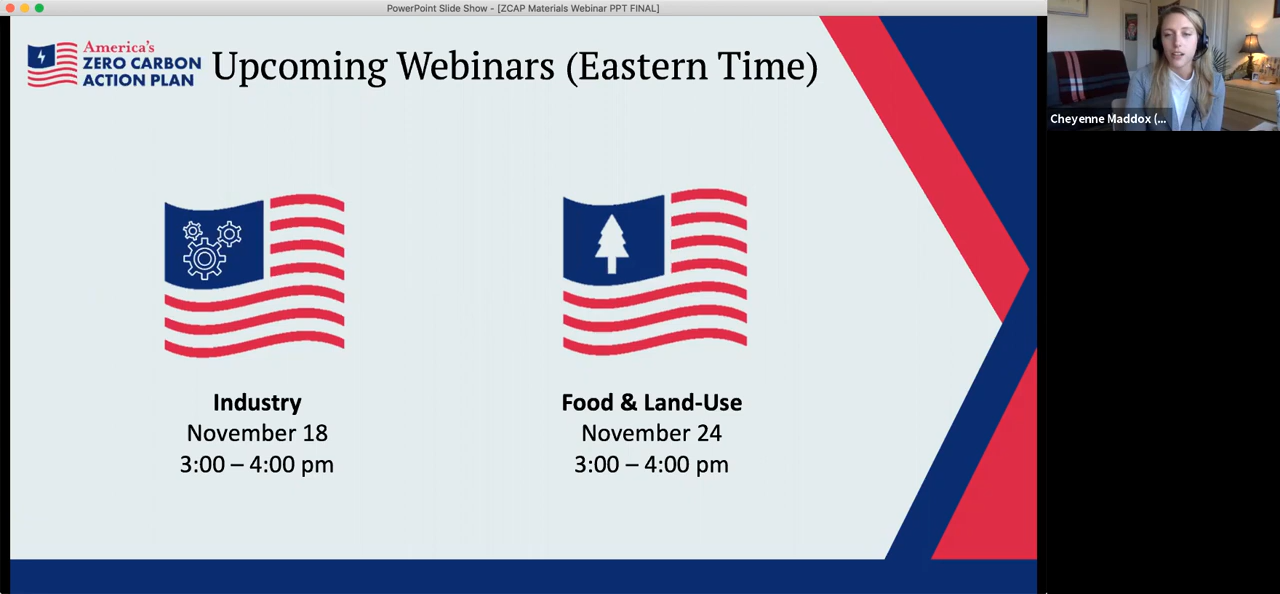 PowerPoint Slide Show - [ZCAP Materials Webinar PPT FINAL]
America's
ZERO CARBON
ACTION PLAN
Upcoming Webinars (Eastern Time)
Cheyenne Maddox (...
Industry
November 18
3:00 – 4:00 pm
Food & Land-Use
November 24
3:00 – 4:00 pm